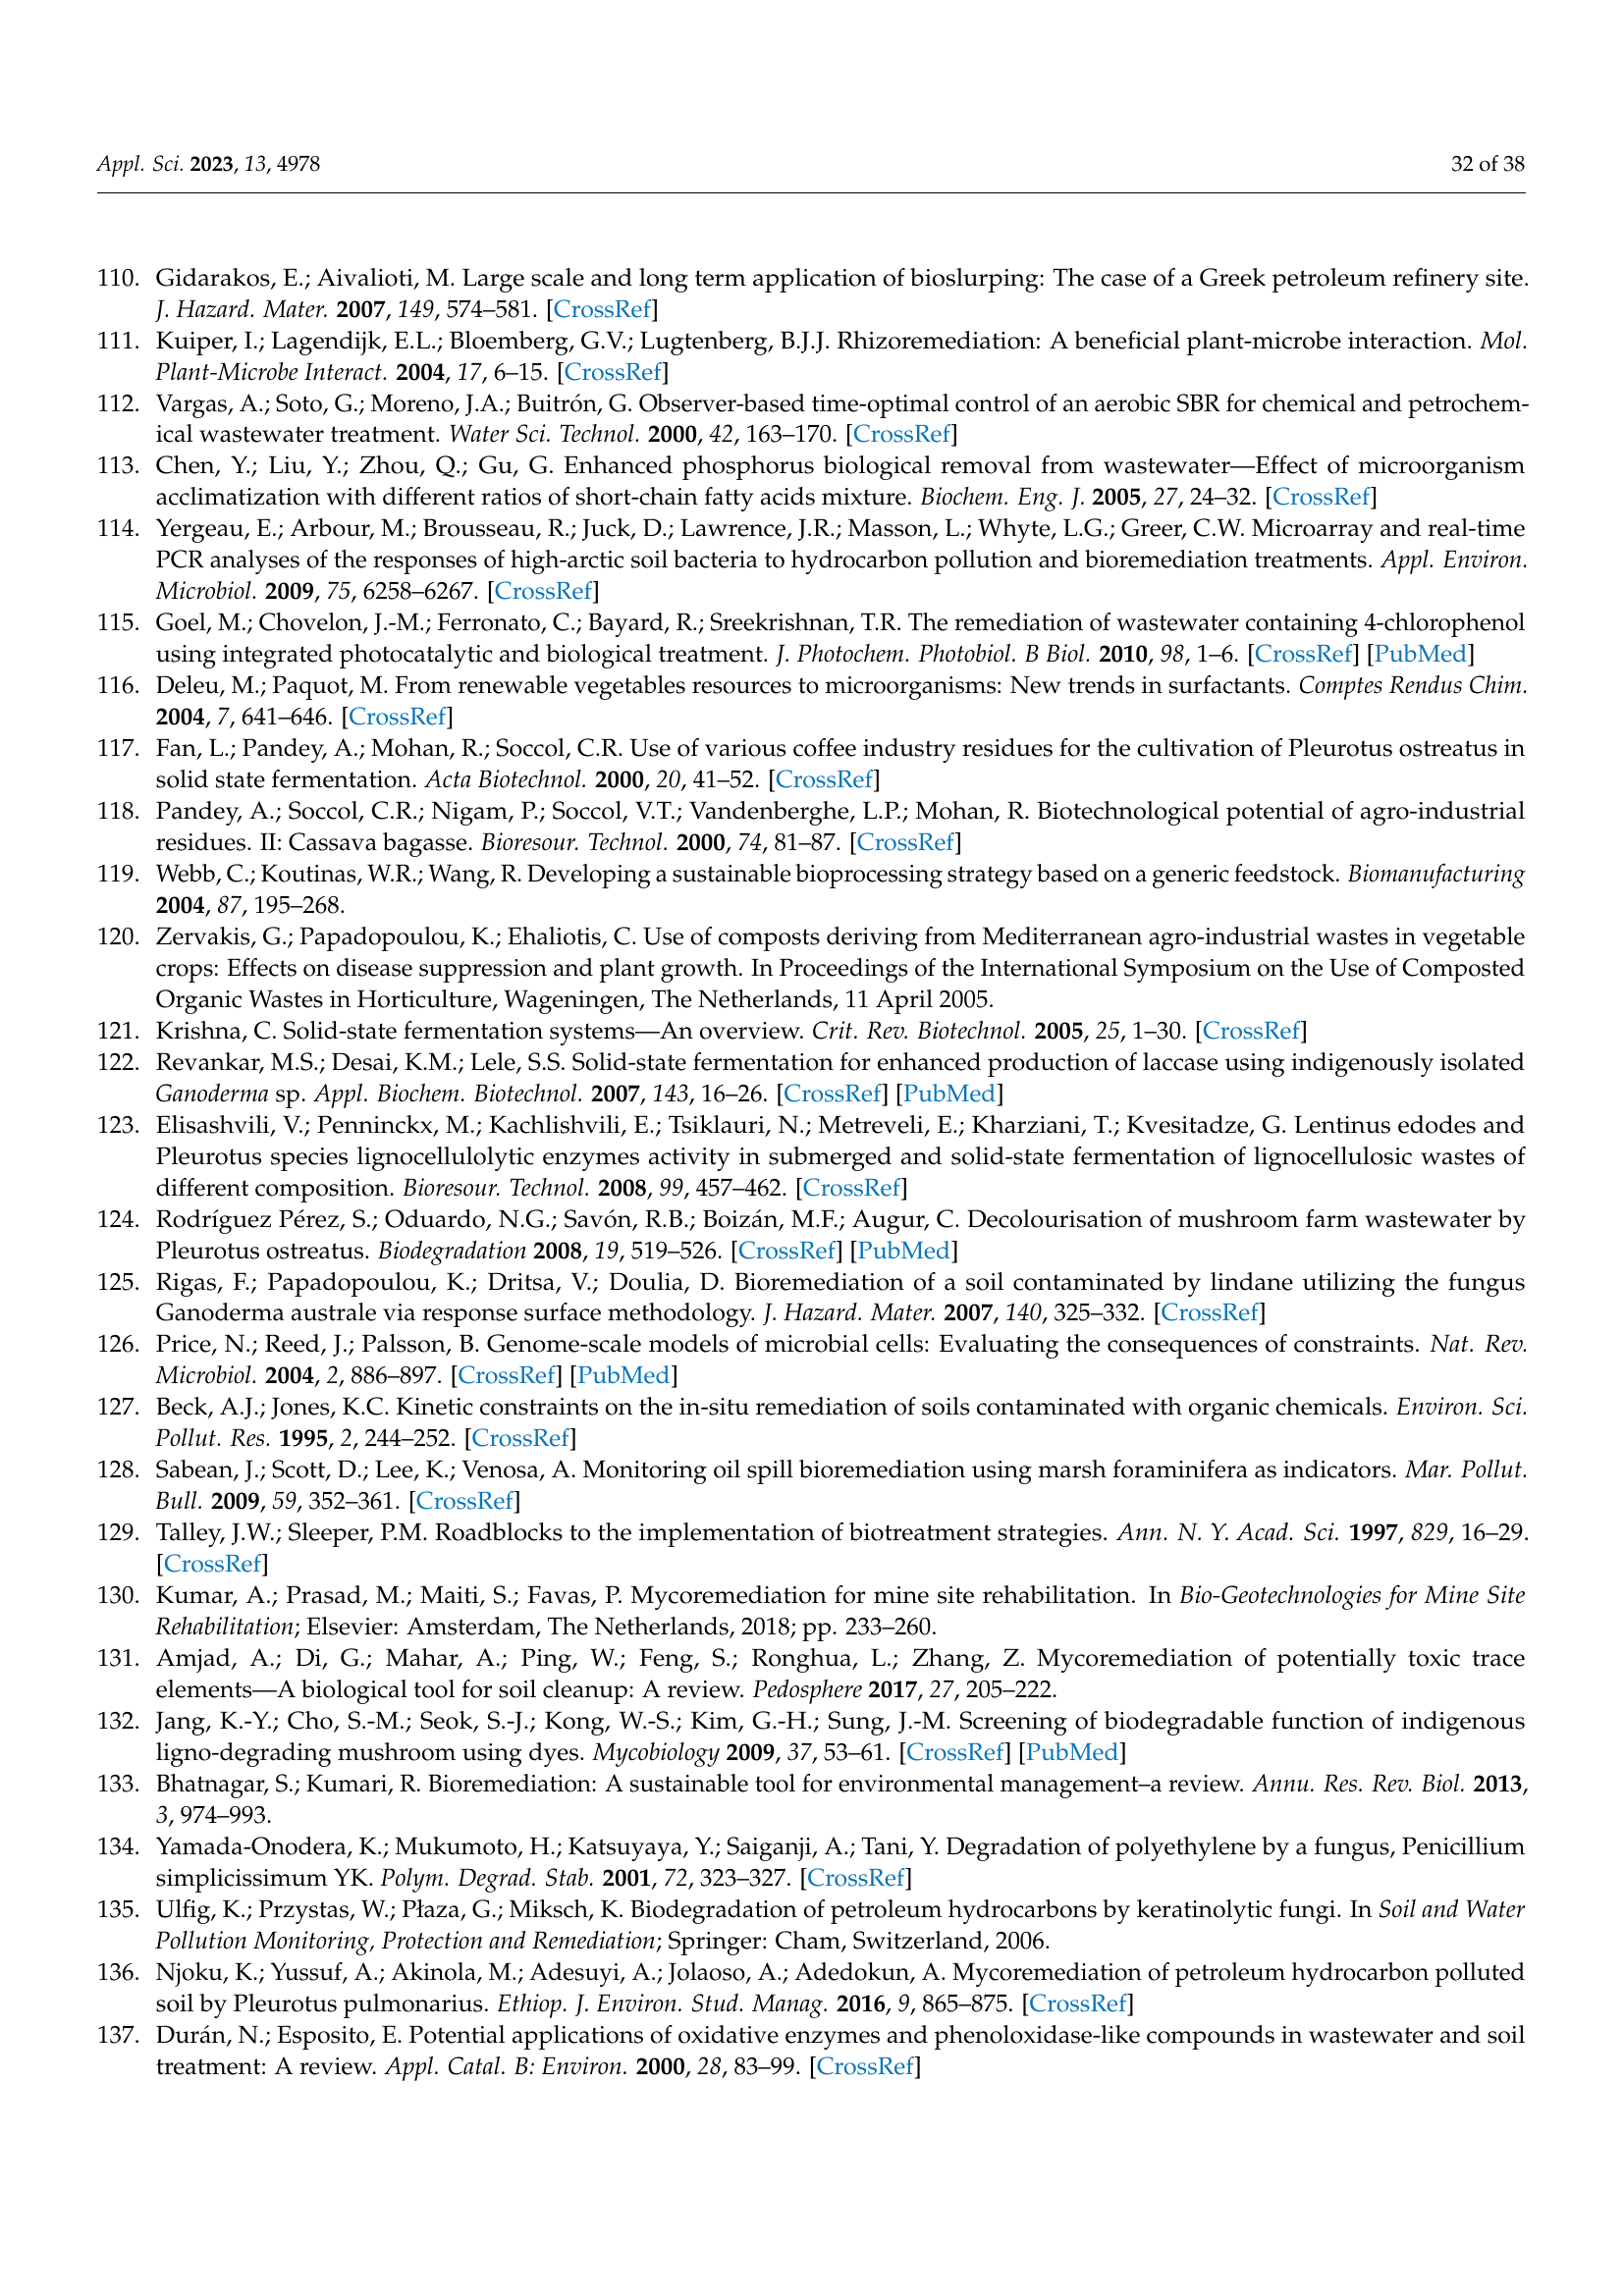 Appl. Sci. 2023, 13, 4978
32 of 38
110. Gidarakos, E.; Aivalioti, M. Large scale and long term application of bioslurping: The case of a Greek petroleum refinery site.
J. Hazard. Mater. 2007, 149, 574–581. [CrossRef]
111. Kuiper, I.; Lagendijk, E.L.; Bloemberg, G.V.; Lugtenberg, B.J.J. Rhizoremediation: A beneficial plant-microbe interaction. Mol.
Plant-Microbe Interact. 2004, 17, 6–15. [CrossRef]
112. Vargas, A.; Soto, G.; Moreno, J.A.; Buitrón, G. Observer-based time-optimal control of an aerobic SBR for chemical and petrochem-
ical wastewater treatment. Water Sci. Technol. 2000, 42, 163–170. [CrossRef]
113. Chen, Y.; Liu, Y.; Zhou, Q.; Gu, G. Enhanced phosphorus biological removal from wastewater—Effect of microorganism
acclimatization with different ratios of short-chain fatty acids mixture. Biochem. Eng. J. 2005, 27, 24–32. [CrossRef]
114. Yergeau, E.; Arbour, M.; Brousseau, R.; Juck, D.; Lawrence, J.R.; Masson, L.; Whyte, L.G.; Greer, C.W. Microarray and real-time
PCR analyses of the responses of high-arctic soil bacteria to hydrocarbon pollution and bioremediation treatments. Appl. Environ.
Microbiol. 2009, 75, 6258–6267. [CrossRef]
115. Goel, M.; Chovelon, J.-M.; Ferronato, C.; Bayard, R.; Sreekrishnan, T.R. The remediation of wastewater containing 4-chlorophenol
using integrated photocatalytic and biological treatment. J. Photochem. Photobiol. B Biol. 2010, 98, 1–6. [CrossRef] [PubMed]
116. Deleu, M.; Paquot, M. From renewable vegetables resources to microorganisms: New trends in surfactants. Comptes Rendus Chim.
2004, 7, 641–646. [CrossRef]
117. Fan, L.; Pandey, A.; Mohan, R.; Soccol, C.R. Use of various coffee industry residues for the cultivation of Pleurotus ostreatus in
solid state fermentation. Acta Biotechnol. 2000, 20, 41–52. [CrossRef]
118. Pandey, A.; Soccol, C.R.; Nigam, P.; Soccol, V.T.; Vandenberghe, L.P.; Mohan, R. Biotechnological potential of agro-industrial
residues. II: Cassava bagasse. Bioresour. Technol. 2000, 74, 81–87. [CrossRef]
119. Webb, C.; Koutinas, W.R.; Wang, R. Developing a sustainable bioprocessing strategy based on a generic feedstock. Biomanufacturing
2004, 87, 195–268.
120. Zervakis, G.; Papadopoulou, K.; Ehaliotis, C. Use of composts deriving from Mediterranean agro-industrial wastes in vegetable
crops: Effects on disease suppression and plant growth. In Proceedings of the International Symposium on the Use of Composted
Organic Wastes in Horticulture, Wageningen, The Netherlands, 11 April 2005.
121. Krishna, C. Solid-state fermentation systems—An overview. Crit. Rev. Biotechnol. 2005, 25, 1–30. [CrossRef]
122. Revankar, M.S.; Desai, K.M.; Lele, S.S. Solid-state fermentation for enhanced production of laccase using indigenously isolated
Ganoderma sp. Appl. Biochem. Biotechnol. 2007, 143, 16–26. [CrossRef] [PubMed]
123. Elisashvili, V.; Penninckx, M.; Kachlishvili, E.; Tsiklauri, N.; Metreveli, E.; Kharziani, T.; Kvesitadze, G. Lentinus edodes and
Pleurotus species lignocellulolytic enzymes activity in submerged and solid-state fermentation of lignocellulosic wastes of
different composition. Bioresour. Technol. 2008, 99, 457–462. [CrossRef]
124. Rodríguez Pérez, S.; Oduardo, N.G.; Savón, R.B.; Boizán, M.F.; Augur, C. Decolourisation of mushroom farm wastewater by
Pleurotus ostreatus. Biodegradation 2008, 19, 519–526. [CrossRef] [PubMed]
125. Rigas, F.; Papadopoulou, K.; Dritsa, V.; Doulia, D. Bioremediation of a soil contaminated by lindane utilizing the fungus
Ganoderma australe via response surface methodology. J. Hazard. Mater. 2007, 140, 325–332. [CrossRef]
126. Price, N.; Reed, J.; Palsson, B. Genome-scale models of microbial cells: Evaluating the consequences of constraints. Nat. Rev.
Microbiol. 2004, 2, 886–897. [CrossRef] [PubMed]
127. Beck, A.J.; Jones, K.C. Kinetic constraints on the in-situ remediation of soils contaminated with organic chemicals. Environ. Sci.
Pollut. Res. 1995, 2, 244–252. [CrossRef]
128. Sabean, J.; Scott, D.; Lee, K.; Venosa, A. Monitoring oil spill bioremediation using marsh foraminifera as indicators. Mar. Pollut.
Bull. 2009, 59, 352–361. [CrossRef]
129. Talley, J.W.; Sleeper, P.M. Roadblocks to the implementation of biotreatment strategies. Ann. N. Y. Acad. Sci. 1997, 829, 16–29.
[CrossRef]
130. Kumar, A.; Prasad, M.; Maiti, S.; Favas, P. Mycoremediation for mine site rehabilitation. In Bio-Geotechnologies for Mine Site
Rehabilitation; Elsevier: Amsterdam, The Netherlands, 2018; pp. 233–260.
131. Amjad, A.; Di, G.; Mahar, A.; Ping, W.; Feng, S.; Ronghua, L.; Zhang, Z. Mycoremediation of potentially toxic trace
elements—A biological tool for soil cleanup: A review. Pedosphere 2017, 27, 205–222.
132. Jang, K.-Y.; Cho, S.-M.; Seok, S.-J.; Kong, W.-S.; Kim, G.-H.; Sung, J.-M. Screening of biodegradable function of indigenous
ligno-degrading mushroom using dyes. Mycobiology 2009, 37, 53–61. [CrossRef] [PubMed]
133. Bhatnagar, S.; Kumari, R. Bioremediation: A sustainable tool for environmental management–a review. Annu. Res. Rev. Biol. 2013,
3, 974–993.
134. Yamada-Onodera, K.; Mukumoto, H.; Katsuyaya, Y.; Saiganji, A.; Tani, Y. Degradation of polyethylene by a fungus, Penicillium
simplicissimum YK. Polym. Degrad. Stab. 2001, 72, 323–327. [CrossRef]
135. Ulfig, K.; Przystas, W.; Płaza, G.; Miksch, K. Biodegradation of petroleum hydrocarbons by keratinolytic fungi. In Soil and Water
Pollution Monitoring, Protection and Remediation; Springer: Cham, Switzerland, 2006.
136. Njoku, K.; Yussuf, A.; Akinola, M.; Adesuyi, A.; Jolaoso, A.; Adedokun, A. Mycoremediation of petroleum hydrocarbon polluted
soil by Pleurotus pulmonarius. Ethiop. J. Environ. Stud. Manag. 2016, 9, 865–875. [CrossRef]
137. Durán, N.; Esposito, E. Potential applications of oxidative enzymes and phenoloxidase-like compounds in wastewater and soil
treatment: A review. Appl. Catal. B: Environ. 2000, 28, 83–99. [CrossRef]